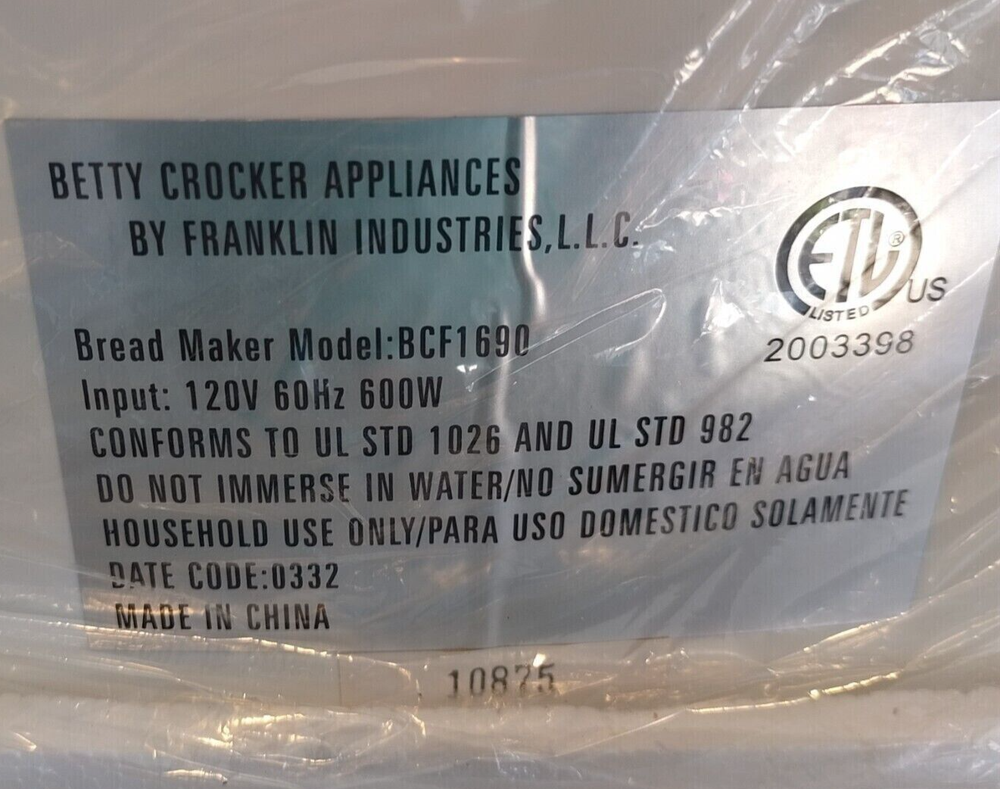 BETTY CROCKER APPLIANCES
BY FRANKLIN INDUSTRIES,L.L.C.
ETL ®
LISTED
US
2003398
Bread Maker Model:BCF1690
Input: 120V 60Hz 600W
CONFORMS TO UL STD 1026 AND UL STD 982
DO NOT IMMERSE IN WATER/NO SUMERGIR EN AGUA
HOUSEHOLD USE ONLY/PARA USO DOMESTICO SOLAMENTE
DATE CODE:0332
MADE IN CHINA
10875